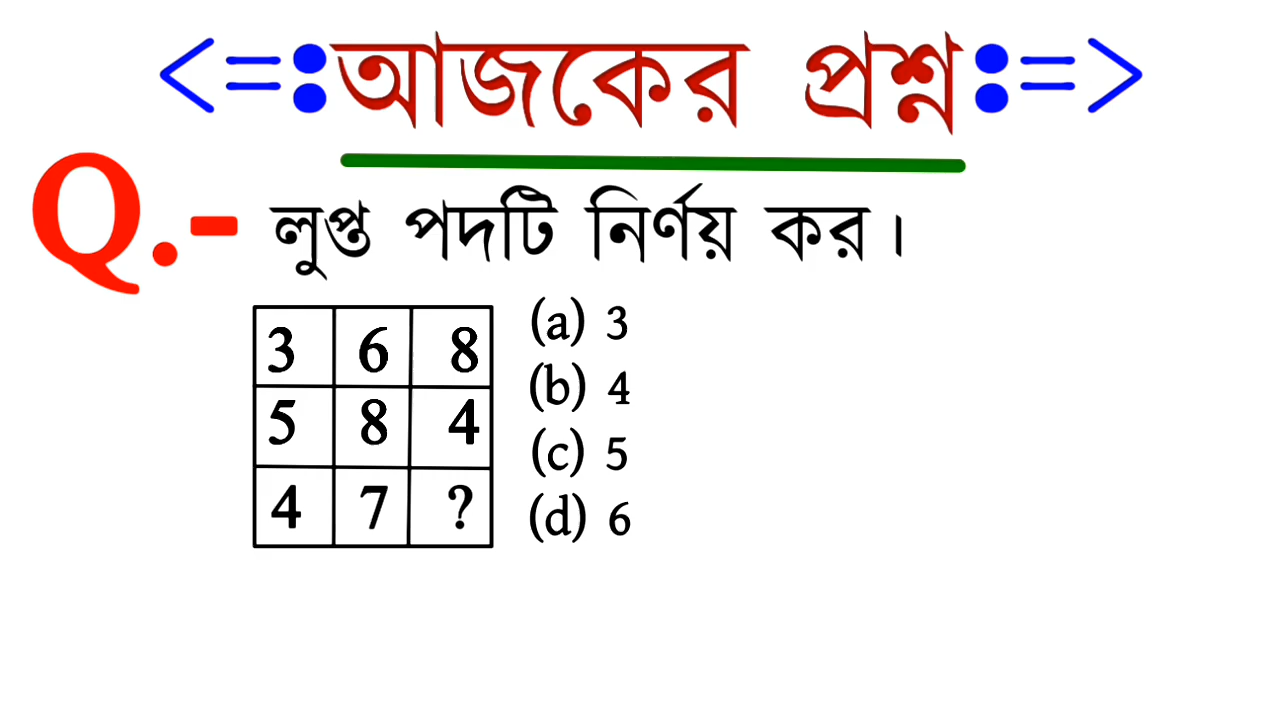 <=:আজকের প্রশ্ন:=>
Q.- লুপ্ত পদটি নির্ণয় কর।
3 6 8
5 8 4
4 7 ?
(a) 3
(b) 4
(c) 5
(d) 6